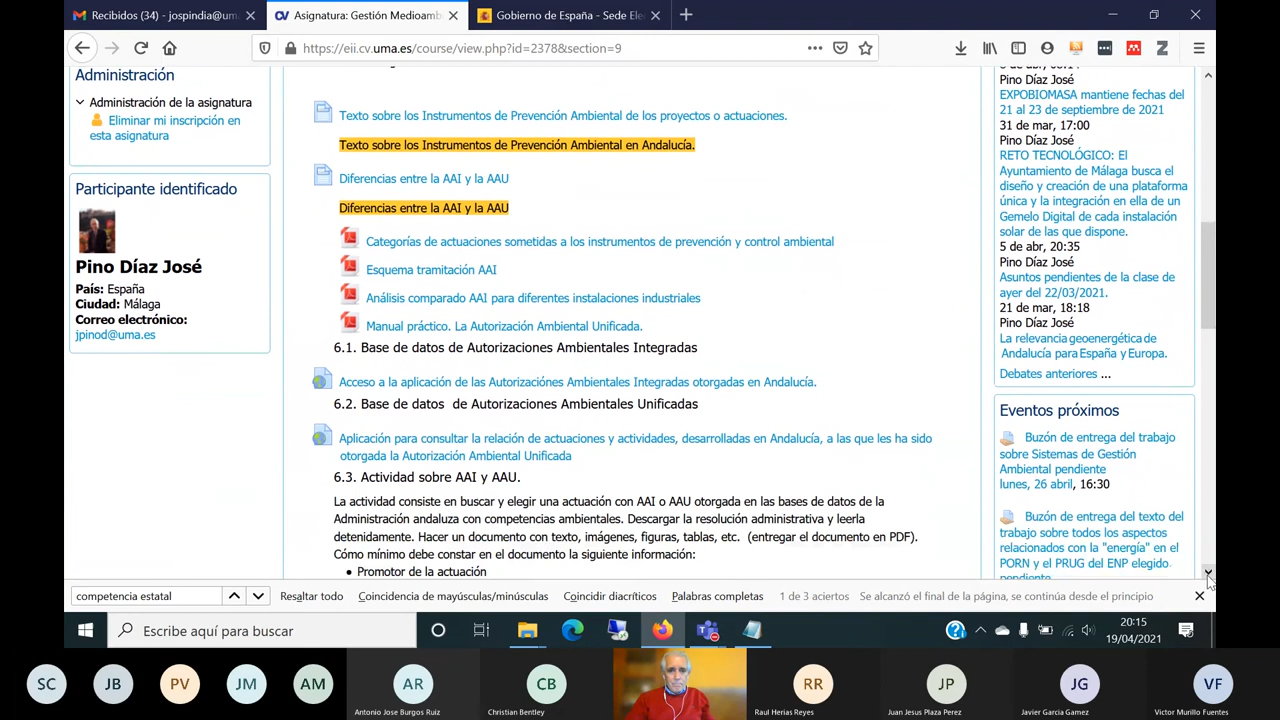 Recibidos (34) - jospindia@uma
Asignatura: Gestión Medioamb
Gobierno de España - Sede Ele
https://eii.cv.uma.es/course/view.php?id=2378&section=9
Administración
Administración de la asignatura
Eliminar mi inscripción en
esta asignatura
Participante identificado
Pino Díaz José
País: España
Ciudad: Málaga
Correo electrónico:
jpinod@uma.es
Texto sobre los Instrumentos de Prevención Ambiental de los proyectos o actuaciones.
Texto sobre los Instrumentos de Prevención Ambiental en Andalucía.
Diferencias entre la AAI y la AAU
Diferencias entre la AAI y la AAU
Categorías de actuaciones sometidas a los instrumentos de prevención y control ambiental
Esquema tramitación AAI
Análisis comparado AAI para diferentes instalaciones industriales
Manual práctico. La Autorización Ambiental Unificada.
6.1. Base de datos de Autorizaciones Ambientales Integradas
Acceso a la aplicación de las Autorizaciónes Ambientales Integradas otorgadas en Andalucía.
6.2. Base de datos de Autorizaciones Ambientales Unificadas
Aplicación para consultar la relación de actuaciones y actividades, desarrolladas en Andalucía, a las que les ha sido
otorgada la Autorización Ambiental Unificada
6.3. Actividad sobre AAI y AAU.
La actividad consiste en buscar y elegir una actuación con AAI o AAU otorgada en las bases de datos de la
Administración andaluza con competencias ambientales. Descargar la resolución administrativa y leerla
detenidamente. Hacer un documento con texto, imágenes, figuras, tablas, etc. (entregar el documento en PDF).
Cómo mínimo debe constar en el documento la siguiente información:
• Promotor de la actuación
Pino Díaz José
EXPOBIOMASA mantiene fechas del
21 al 23 de septiembre de 2021
31 de mar, 17:00
Pino Díaz José
RETO TECNOLÓGICO: El
Ayuntamiento de Málaga busca el
diseño y creación de una plataforma
única y la integración en ella de un
Gemelo Digital de cada instalación
solar de las que dispone.
5 de abr, 20:35
Pino Díaz José
Asuntos pendientes de la clase de
ayer del 22/03/2021.
21 de mar, 18:18
Pino Díaz José
La relevancia geoenergética de
Andalucía para España y Europa.
Debates anteriores ...
Eventos próximos
Buzón de entrega del trabajo
sobre Sistemas de Gestión
Ambiental pendiente
lunes, 26 abril, 16:30
Buzón de entrega del texto del
trabajo sobre todos los aspectos
relacionados con la "energía" en el
PORN y el PRUG del ENP elegido
pendiente
competencia estatal
Resaltar todo
Coincidencia de mayúsculas/minúsculas
Coincidir diacríticos
Palabras completas
1 de 3 aciertos
Se alcanzó el final de la página, se continúa desde el principio
Escribe aquí para buscar
20:15
19/04/2021
SC
JB
PV
JM
AM
AR
CB
RR
JP
JG
VF
Antonio Jose Burgos Ruiz
Christian Bentley
Raul Herias Reyes
Juan Jesus Plaza Perez
Javier Garcia Gamez
Victor Murillo Fuentes